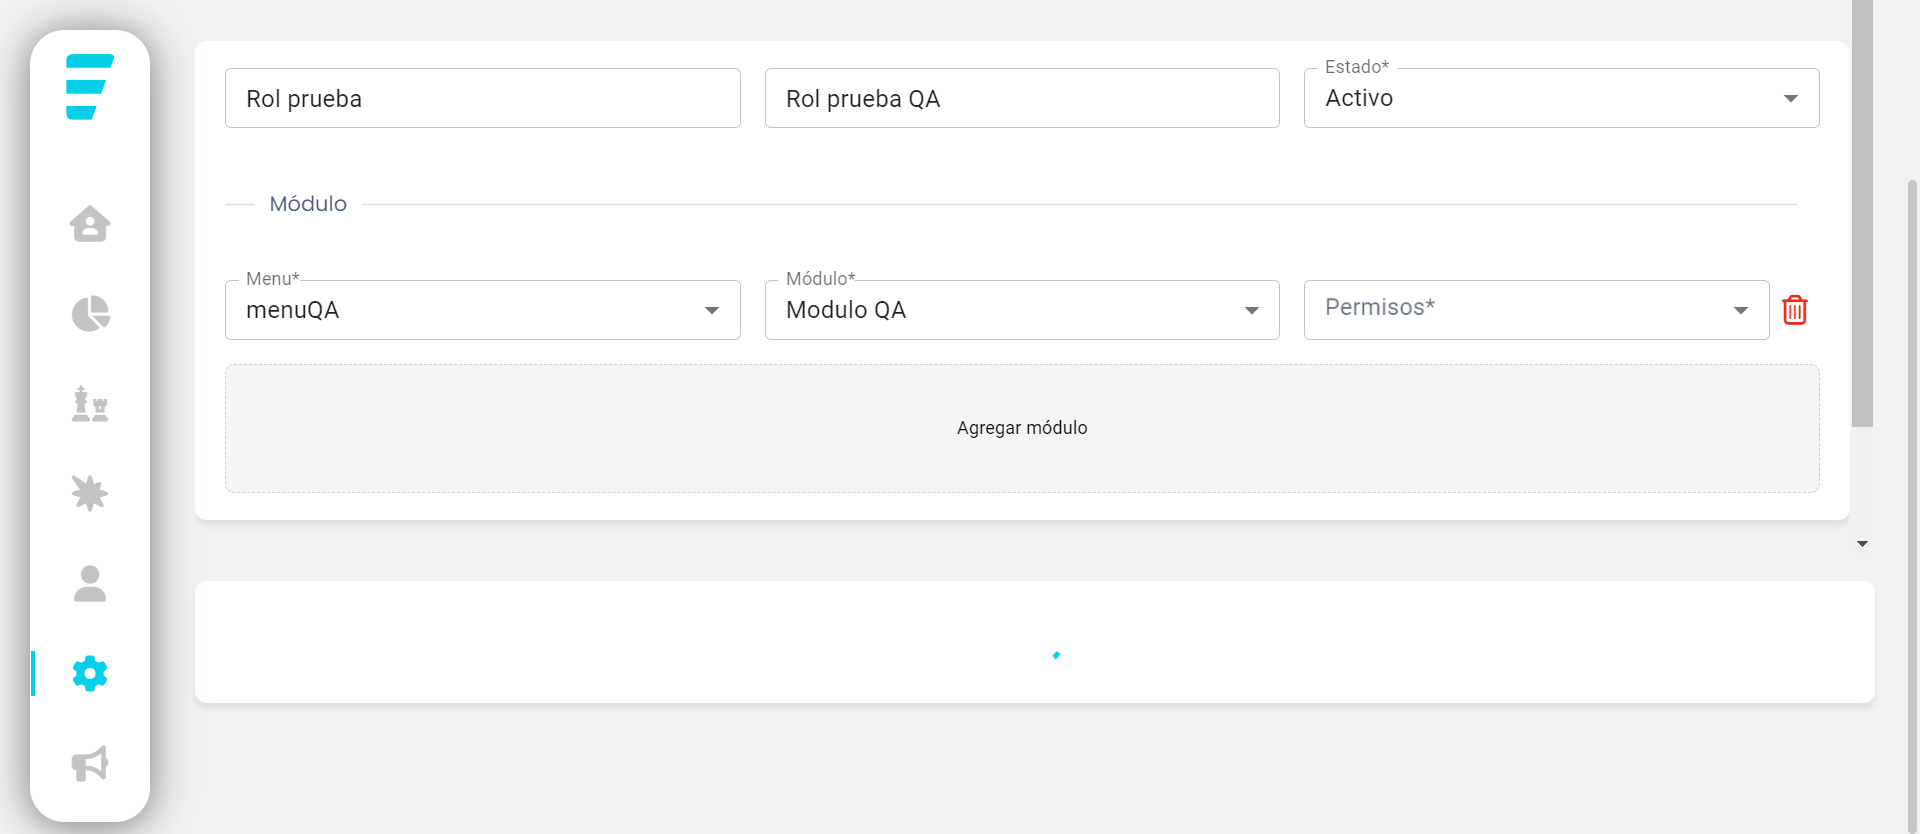 Rol prueba
Rol prueba QA
Estado*
Activo
Módulo
Menu*
menuQA
Módulo*
Modulo QA
Permisos*
Agregar módulo